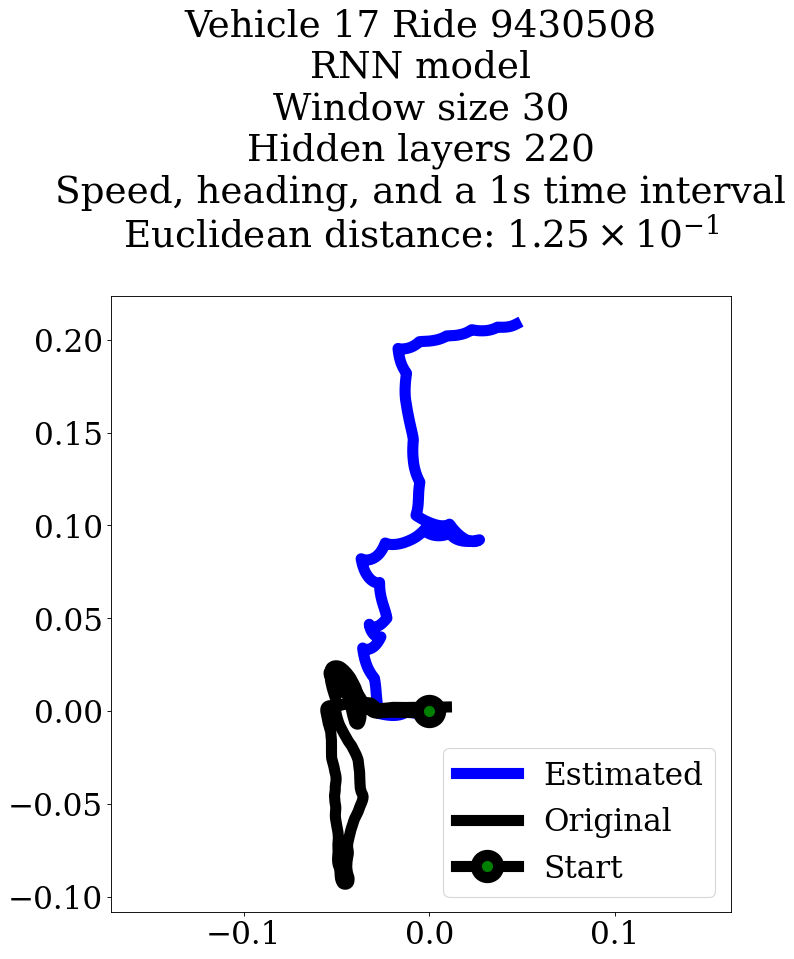 Vehicle 17 Ride 9430508
RNN model
Window size 30
Hidden layers 220
Speed, heading, and a 1s time interval
Euclidean distance: 1.25 × 10⁻¹
0.20
0.15
0.10
0.05
0.00
−0.05
−0.10
−0.1
0.0
0.1
Estimated
Original
Start